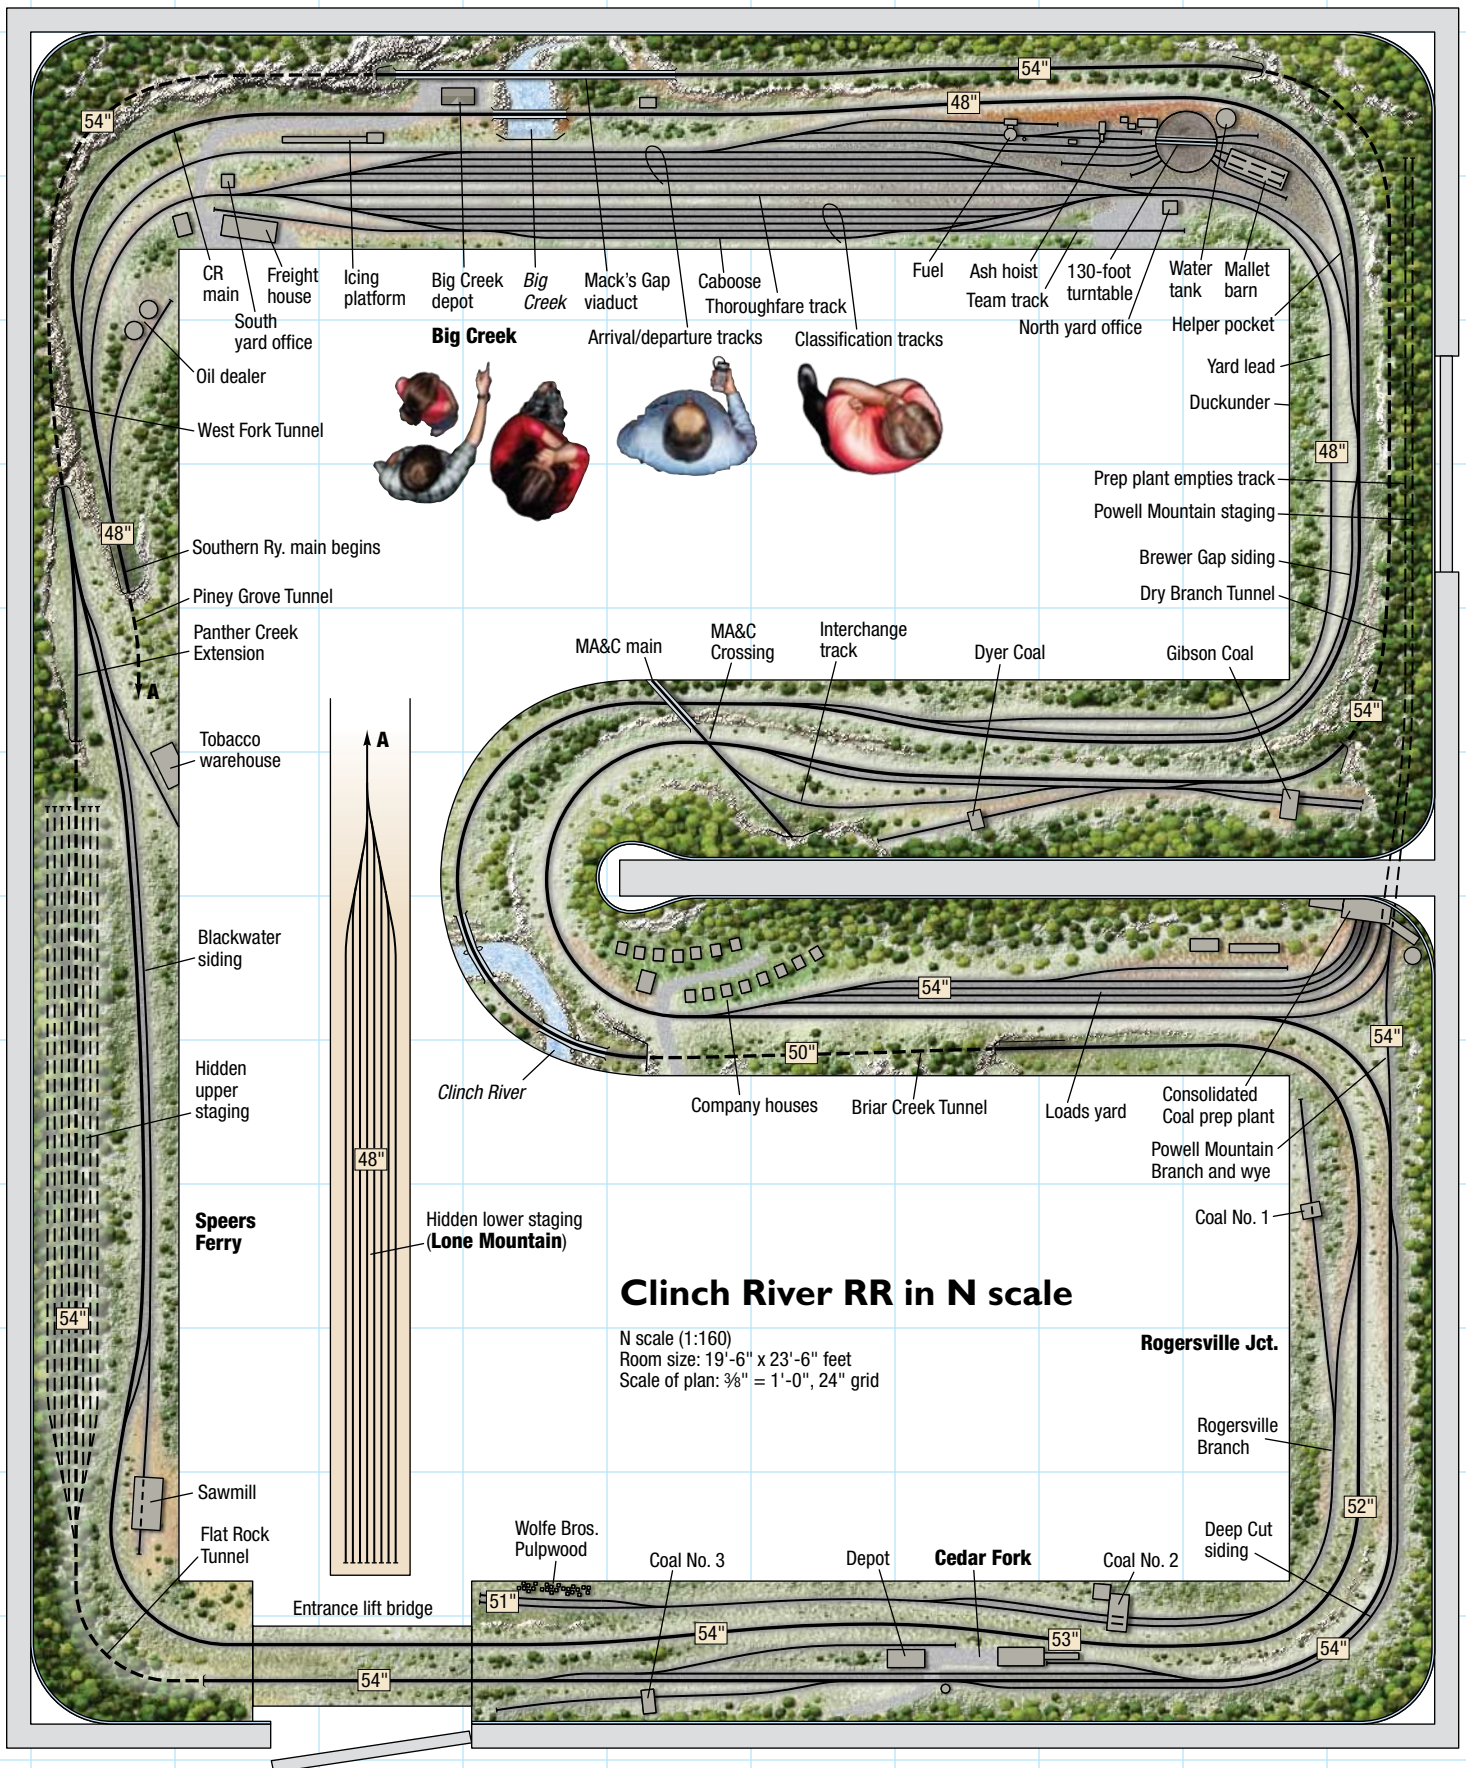 54"
48"
54"
CR
main
Freight
house
South
yard office
Icing
platform
Big Creek
depot
Big
Creek
Mack's Gap
viaduct
Caboose
Thoroughfare track
Arrival/departure tracks
Classification tracks
Fuel
Ash hoist
Team track
130-foot
turntable
North yard office
Water
tank
Mallet
barn
Helper pocket
Big Creek
Oil dealer
Yard lead
Duckunder
West Fork Tunnel
48"
Prep plant empties track
Powell Mountain staging
48"
Southern Ry. main begins
Brewer Gap siding
Piney Grove Tunnel
Dry Branch Tunnel
Panther Creek
Extension
A
MA&C main
MA&C
Crossing
Interchange
track
Dyer Coal
Gibson Coal
54"
Tobacco
warehouse
A
Blackwater
siding
54"
54"
50"
Hidden
upper
staging
Clinch River
Company houses
Briar Creek Tunnel
Loads yard
Consolidated
Coal prep plant
Powell Mountain
Branch and wye
48"
Speers
Ferry
Hidden lower staging
(Lone Mountain)
Coal No. 1
54"
Clinch River RR in N scale
N scale (1:160)
Room size: 19'-6" x 23'-6" feet
Scale of plan: ⅜" = 1'-0", 24" grid
Rogersville Jct.
Rogersville
Branch
Sawmill
52"
Flat Rock
Tunnel
Wolfe Bros.
Pulpwood
Coal No. 3
Depot
Cedar Fork
Coal No. 2
Deep Cut
siding
Entrance lift bridge
51"
54"
53"
54"
54"